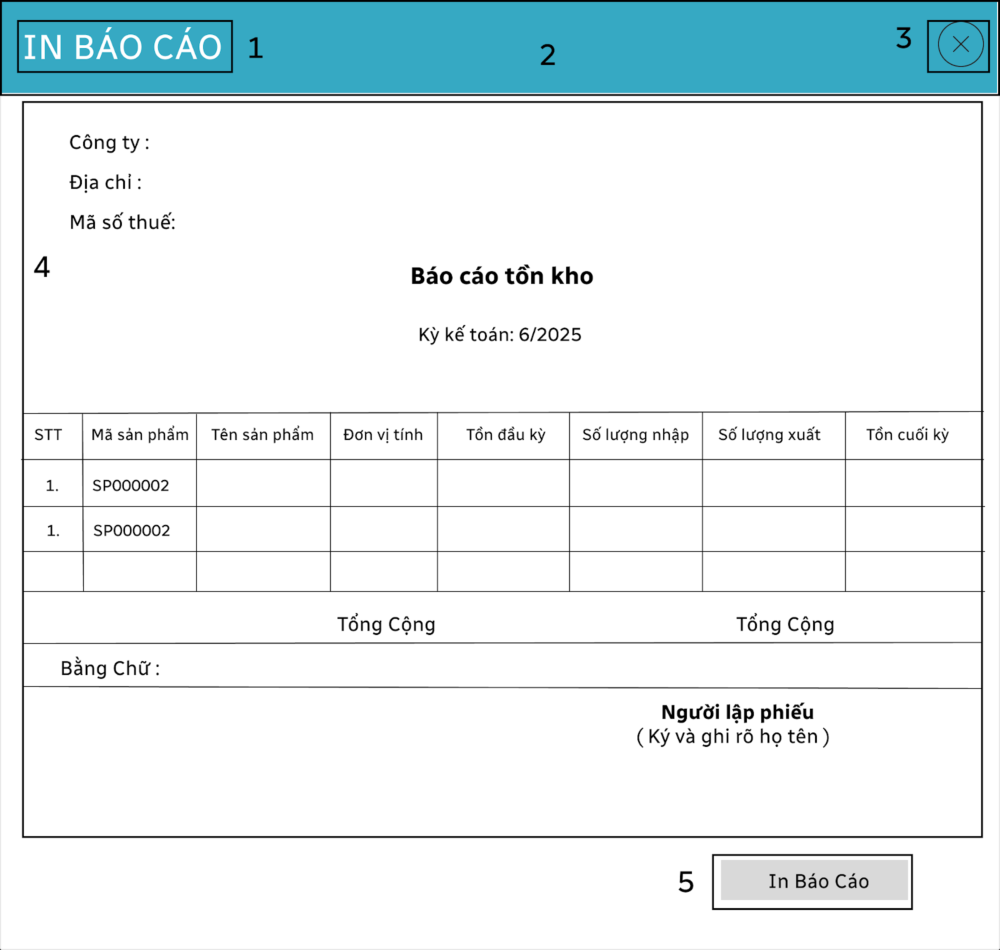 IN BÁO CÁO 1
2
3
Công ty :
Địa chỉ :
Mã số thuế:
4
Báo cáo tồn kho
Kỳ kế toán: 6/2025
STT Mã sản phẩm Tên sản phẩm Đơn vị tính Tồn đầu kỳ Số lượng nhập Số lượng xuất Tồn cuối kỳ
1. SP000002
1. SP000002
Tổng Cộng Tổng Cộng
Bằng Chữ :
Người lập phiếu
( Ký và ghi rõ họ tên )
5 In Báo Cáo